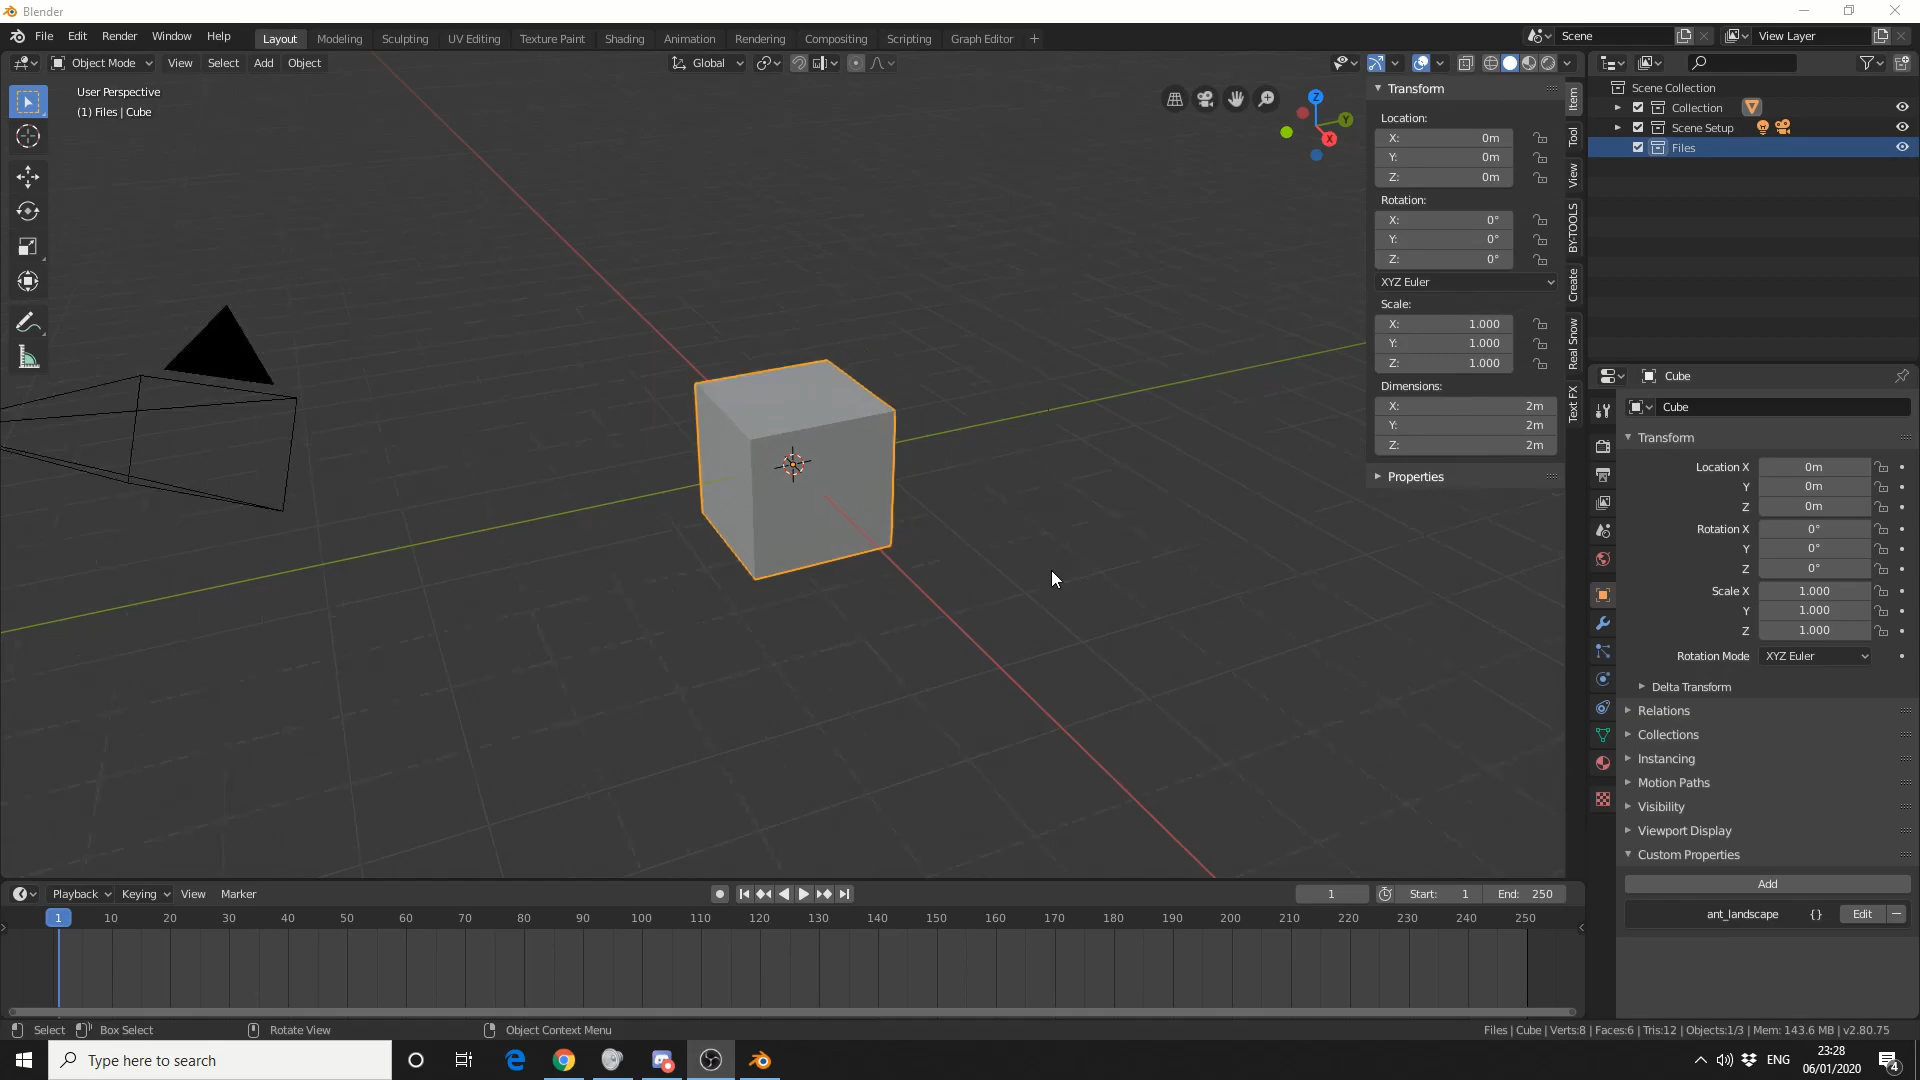 Blender
File Edit Render Window Help
Layout Modeling Sculpting UV Editing Texture Paint Shading Animation Rendering Compositing Scripting Graph Editor +
Scene
View Layer
Object Mode View Select Add Object
Global
User Perspective
(1) Files | Cube
Z
Y
X
Transform
Location:
X: 0m
Y: 0m
Z: 0m
Rotation:
X: 0°
Y: 0°
Z: 0°
XYZ Euler
Scale:
X: 1.000
Y: 1.000
Z: 1.000
Dimensions:
X: 2m
Y: 2m
Z: 2m
Properties
Item
Tool
View
BY-TOOLS
Create
Real Snow
Text FX
Scene Collection
Collection
Scene Setup
Files
Cube
Cube
Transform
Location X 0m
Y 0m
Z 0m
Rotation X 0°
Y 0°
Z 0°
Scale X 1.000
Y 1.000
Z 1.000
Rotation Mode XYZ Euler
Delta Transform
Relations
Collections
Instancing
Motion Paths
Visibility
Viewport Display
Custom Properties
Add
ant_landscape {} Edit
Playback Keying View Marker
1 Start: 1 End: 250
1 10 20 30 40 50 60 70 80 90 100 110 120 130 140 150 160 170 180 190 200 210 220 230 240 250
Select Box Select Rotate View Object Context Menu
Files | Cube | Verts:8 | Faces:6 | Tris:12 | Objects:1/3 | Mem: 143.6 MB | v2.80.75
Type here to search
ENG
23:28
06/01/2020
4